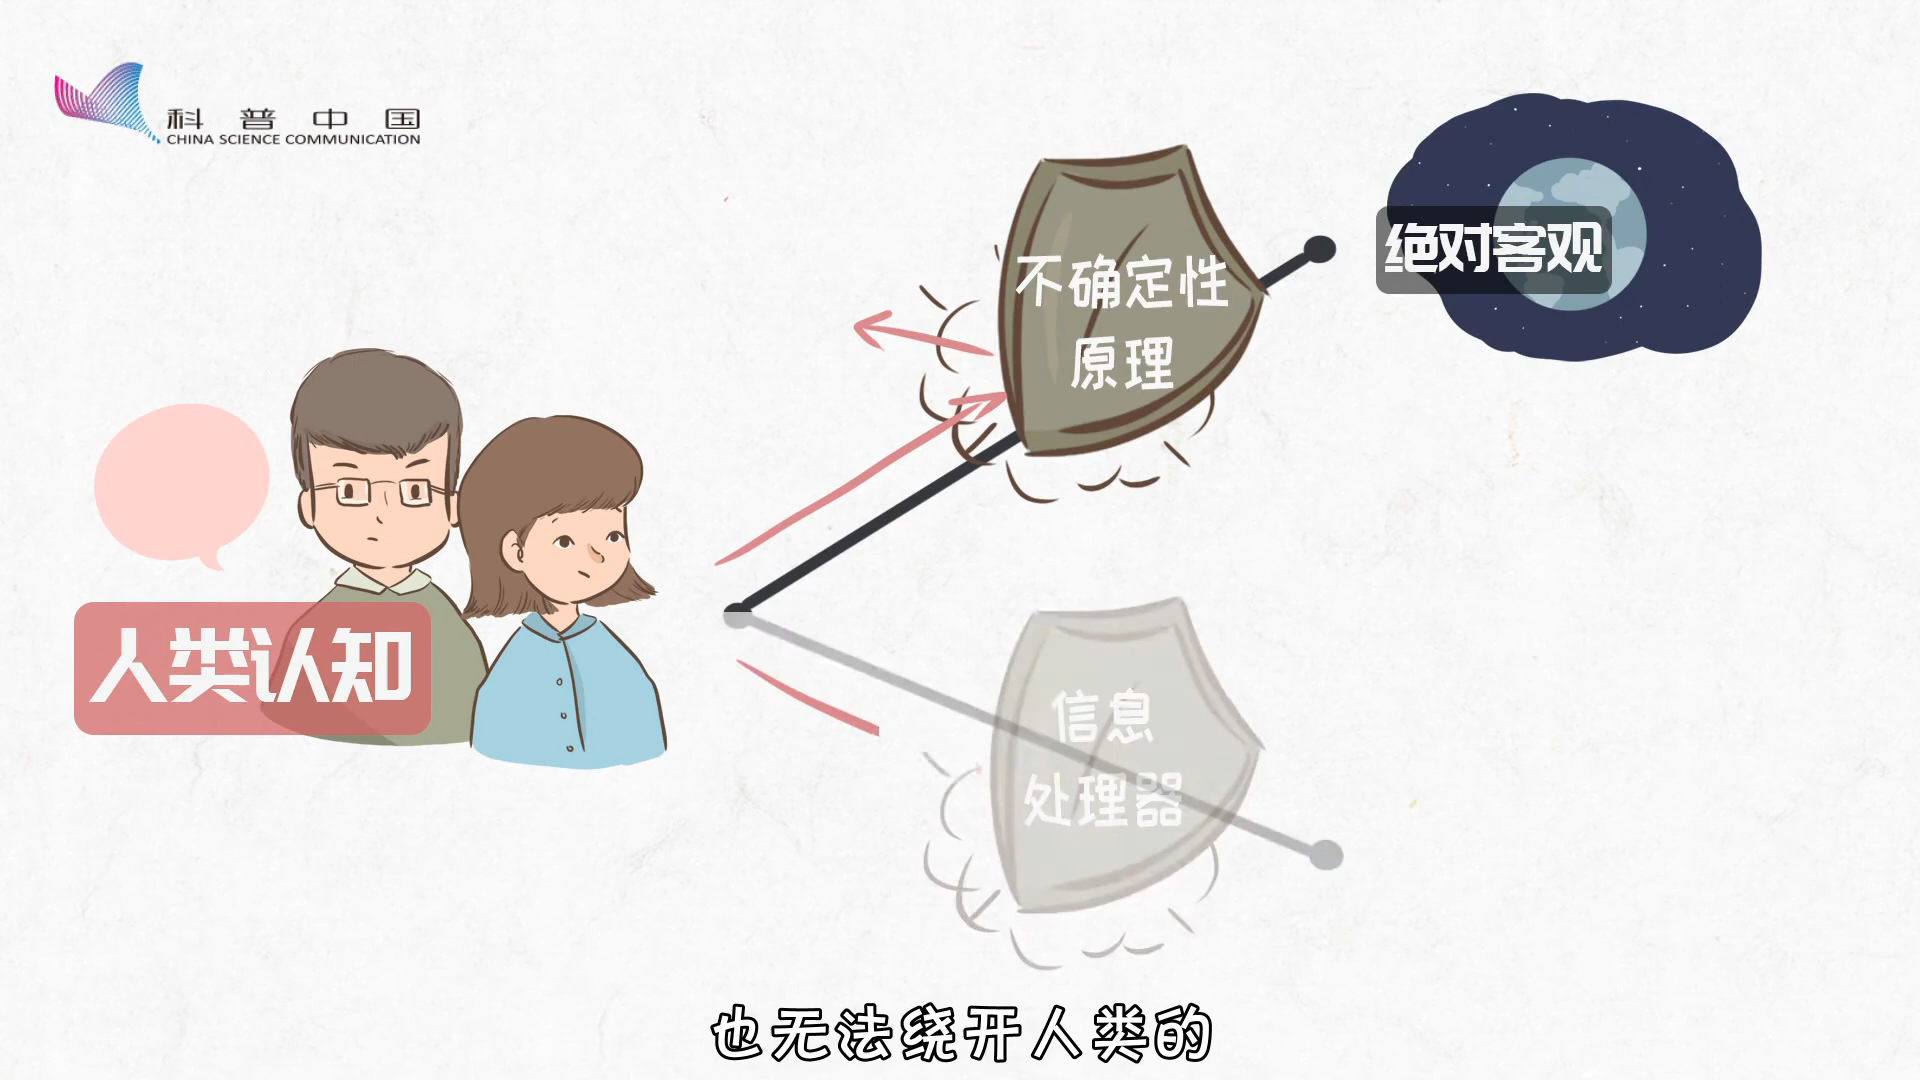 科普中国
CHINA SCIENCE COMMUNICATION
绝对客观
不确定性
原理
人类认知
信息
处理器
也无法绕开人类的